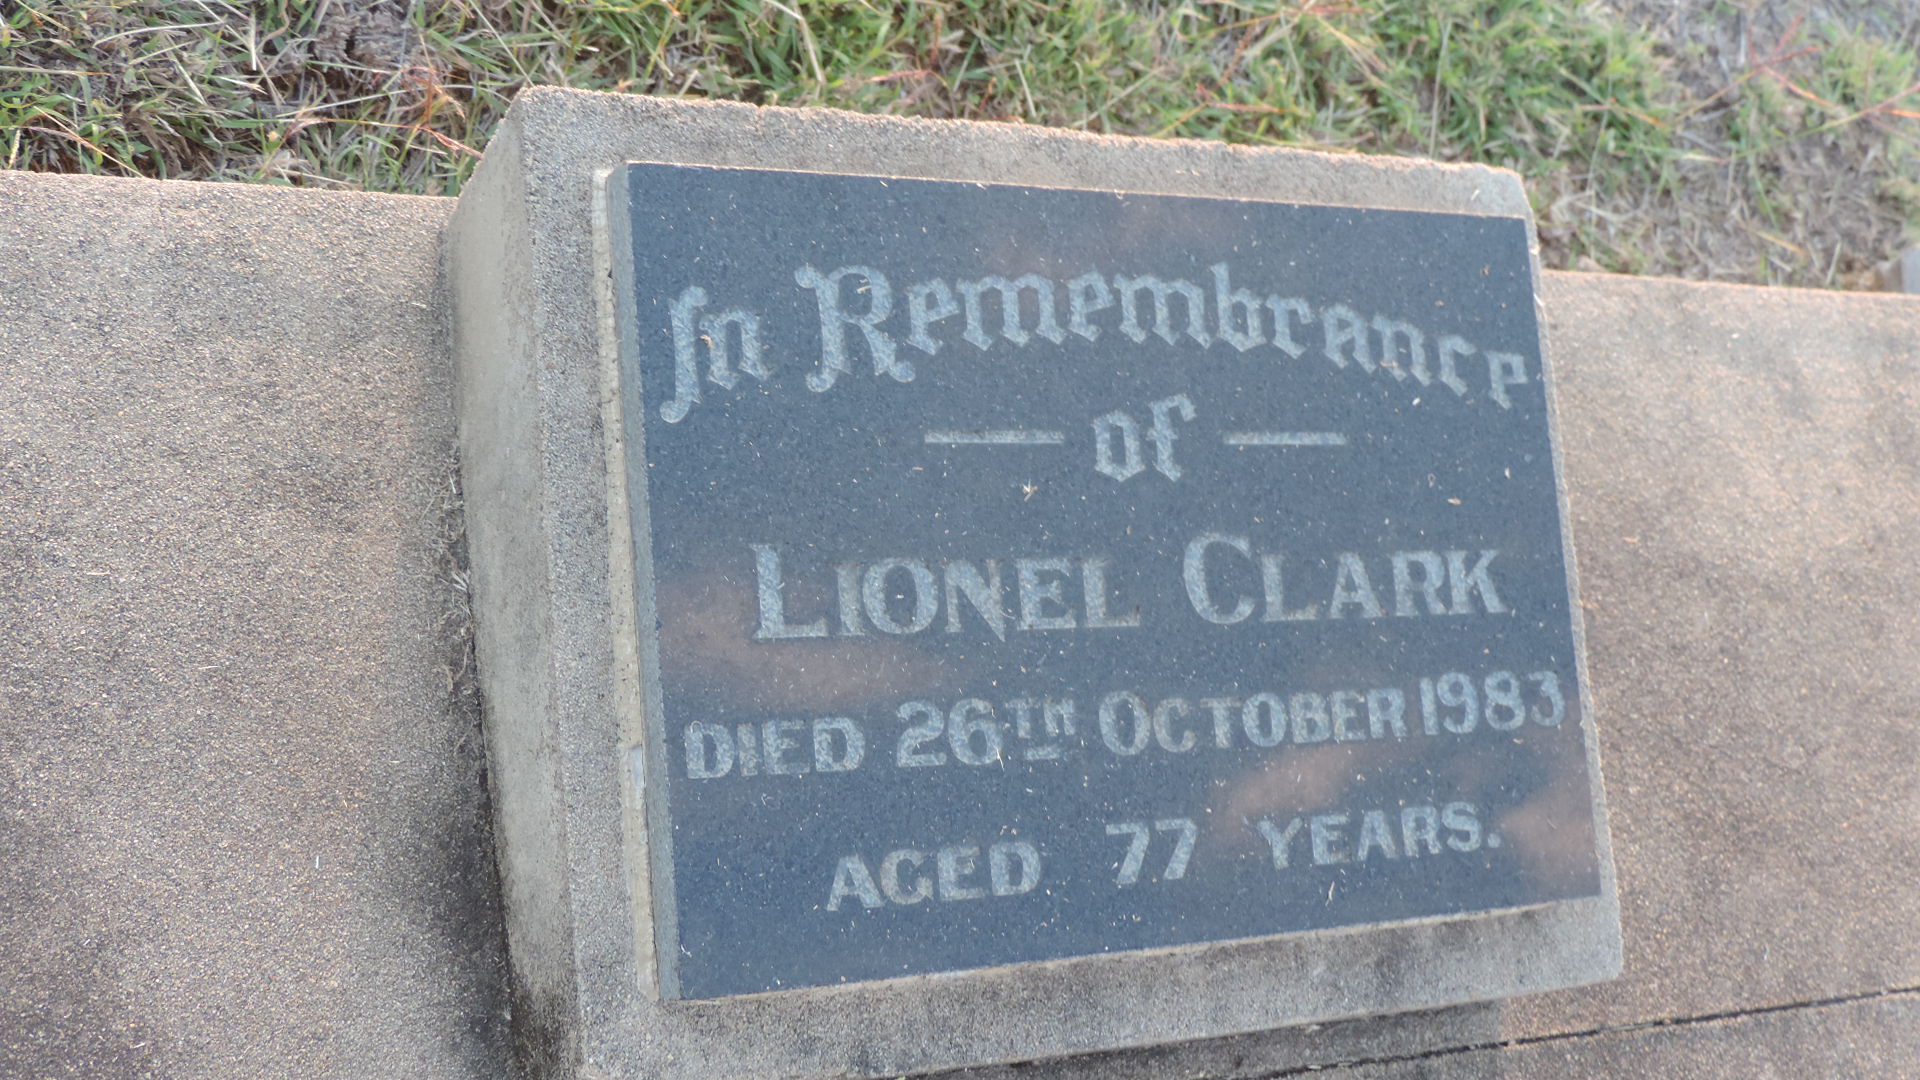 In Remembrance
— of —
LIONEL CLARK
DIED 26TH OCTOBER 1983
AGED 77 YEARS.